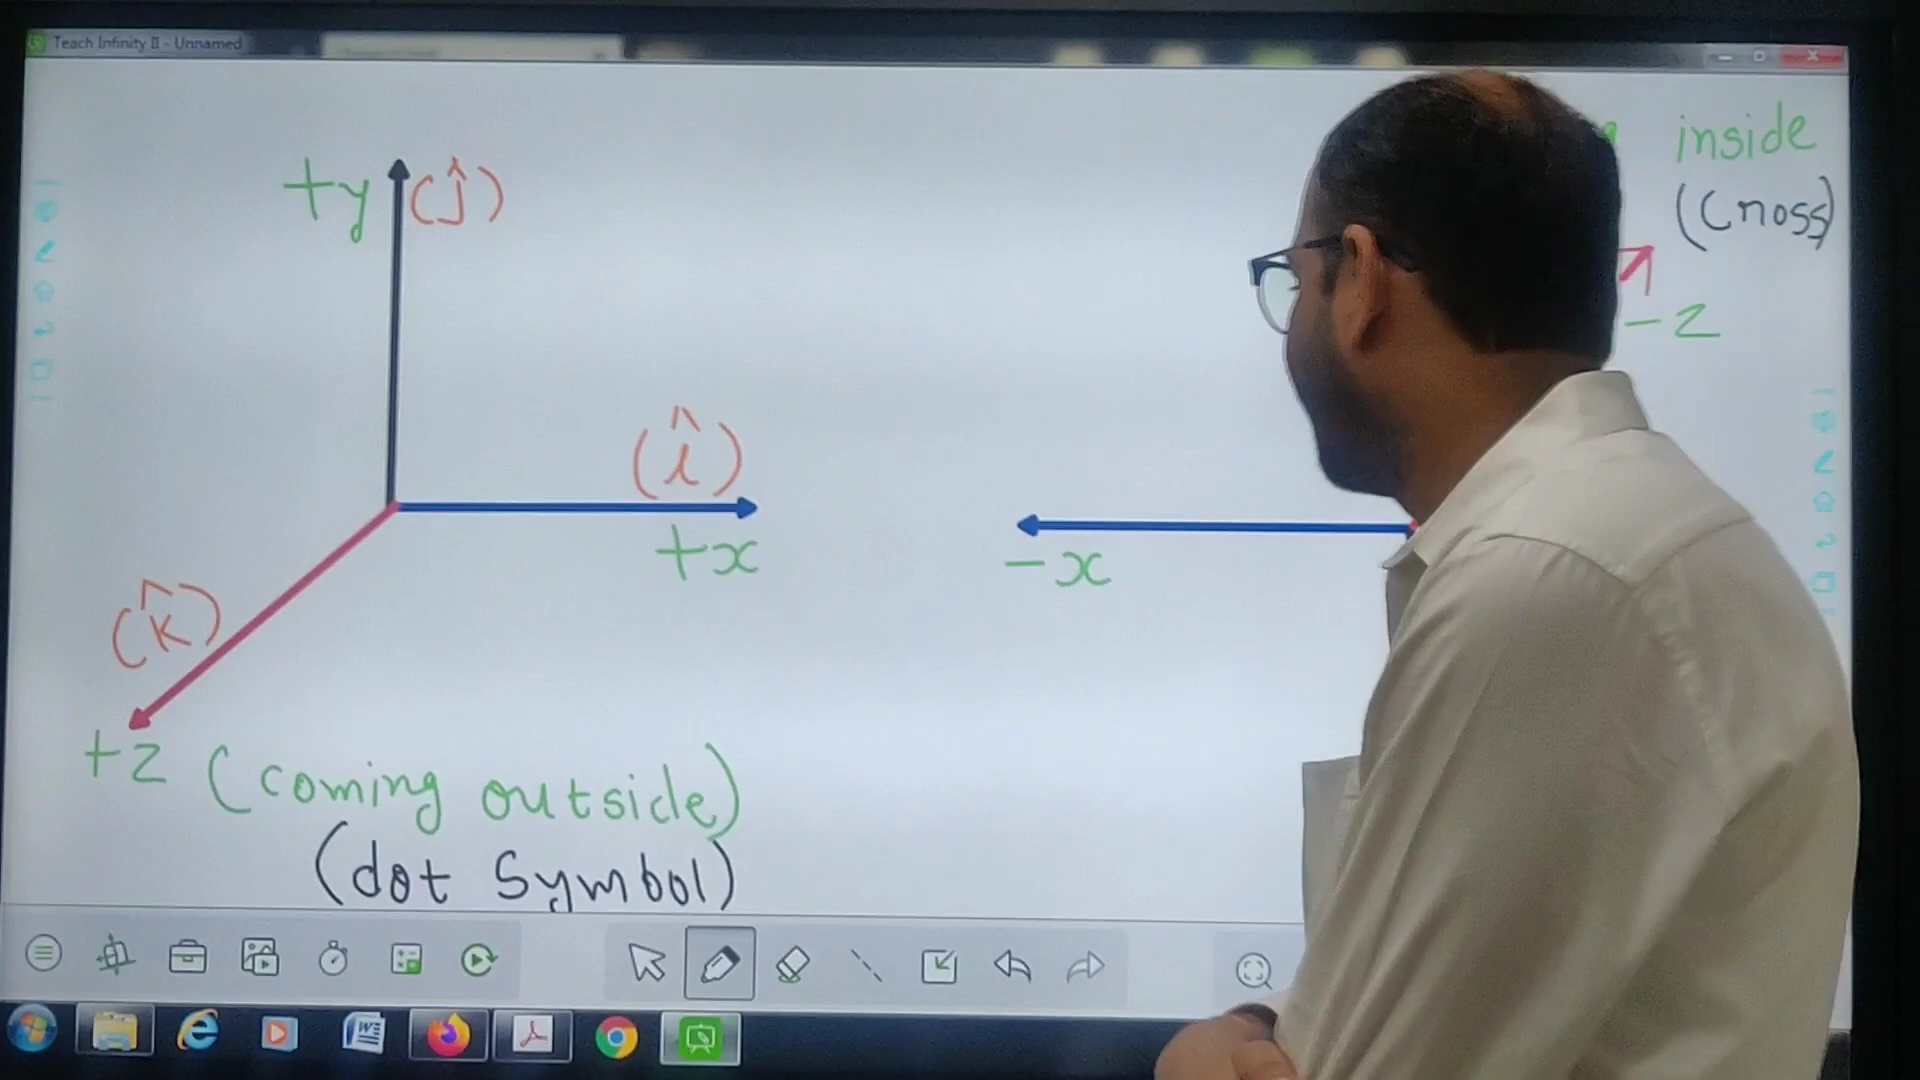 Teach Infinity II - Unnamed
+y (ĵ)
(î)
+x
(k̂)
+z (coming outside)
(dot Symbol)
inside
(Cross)
-z
-x